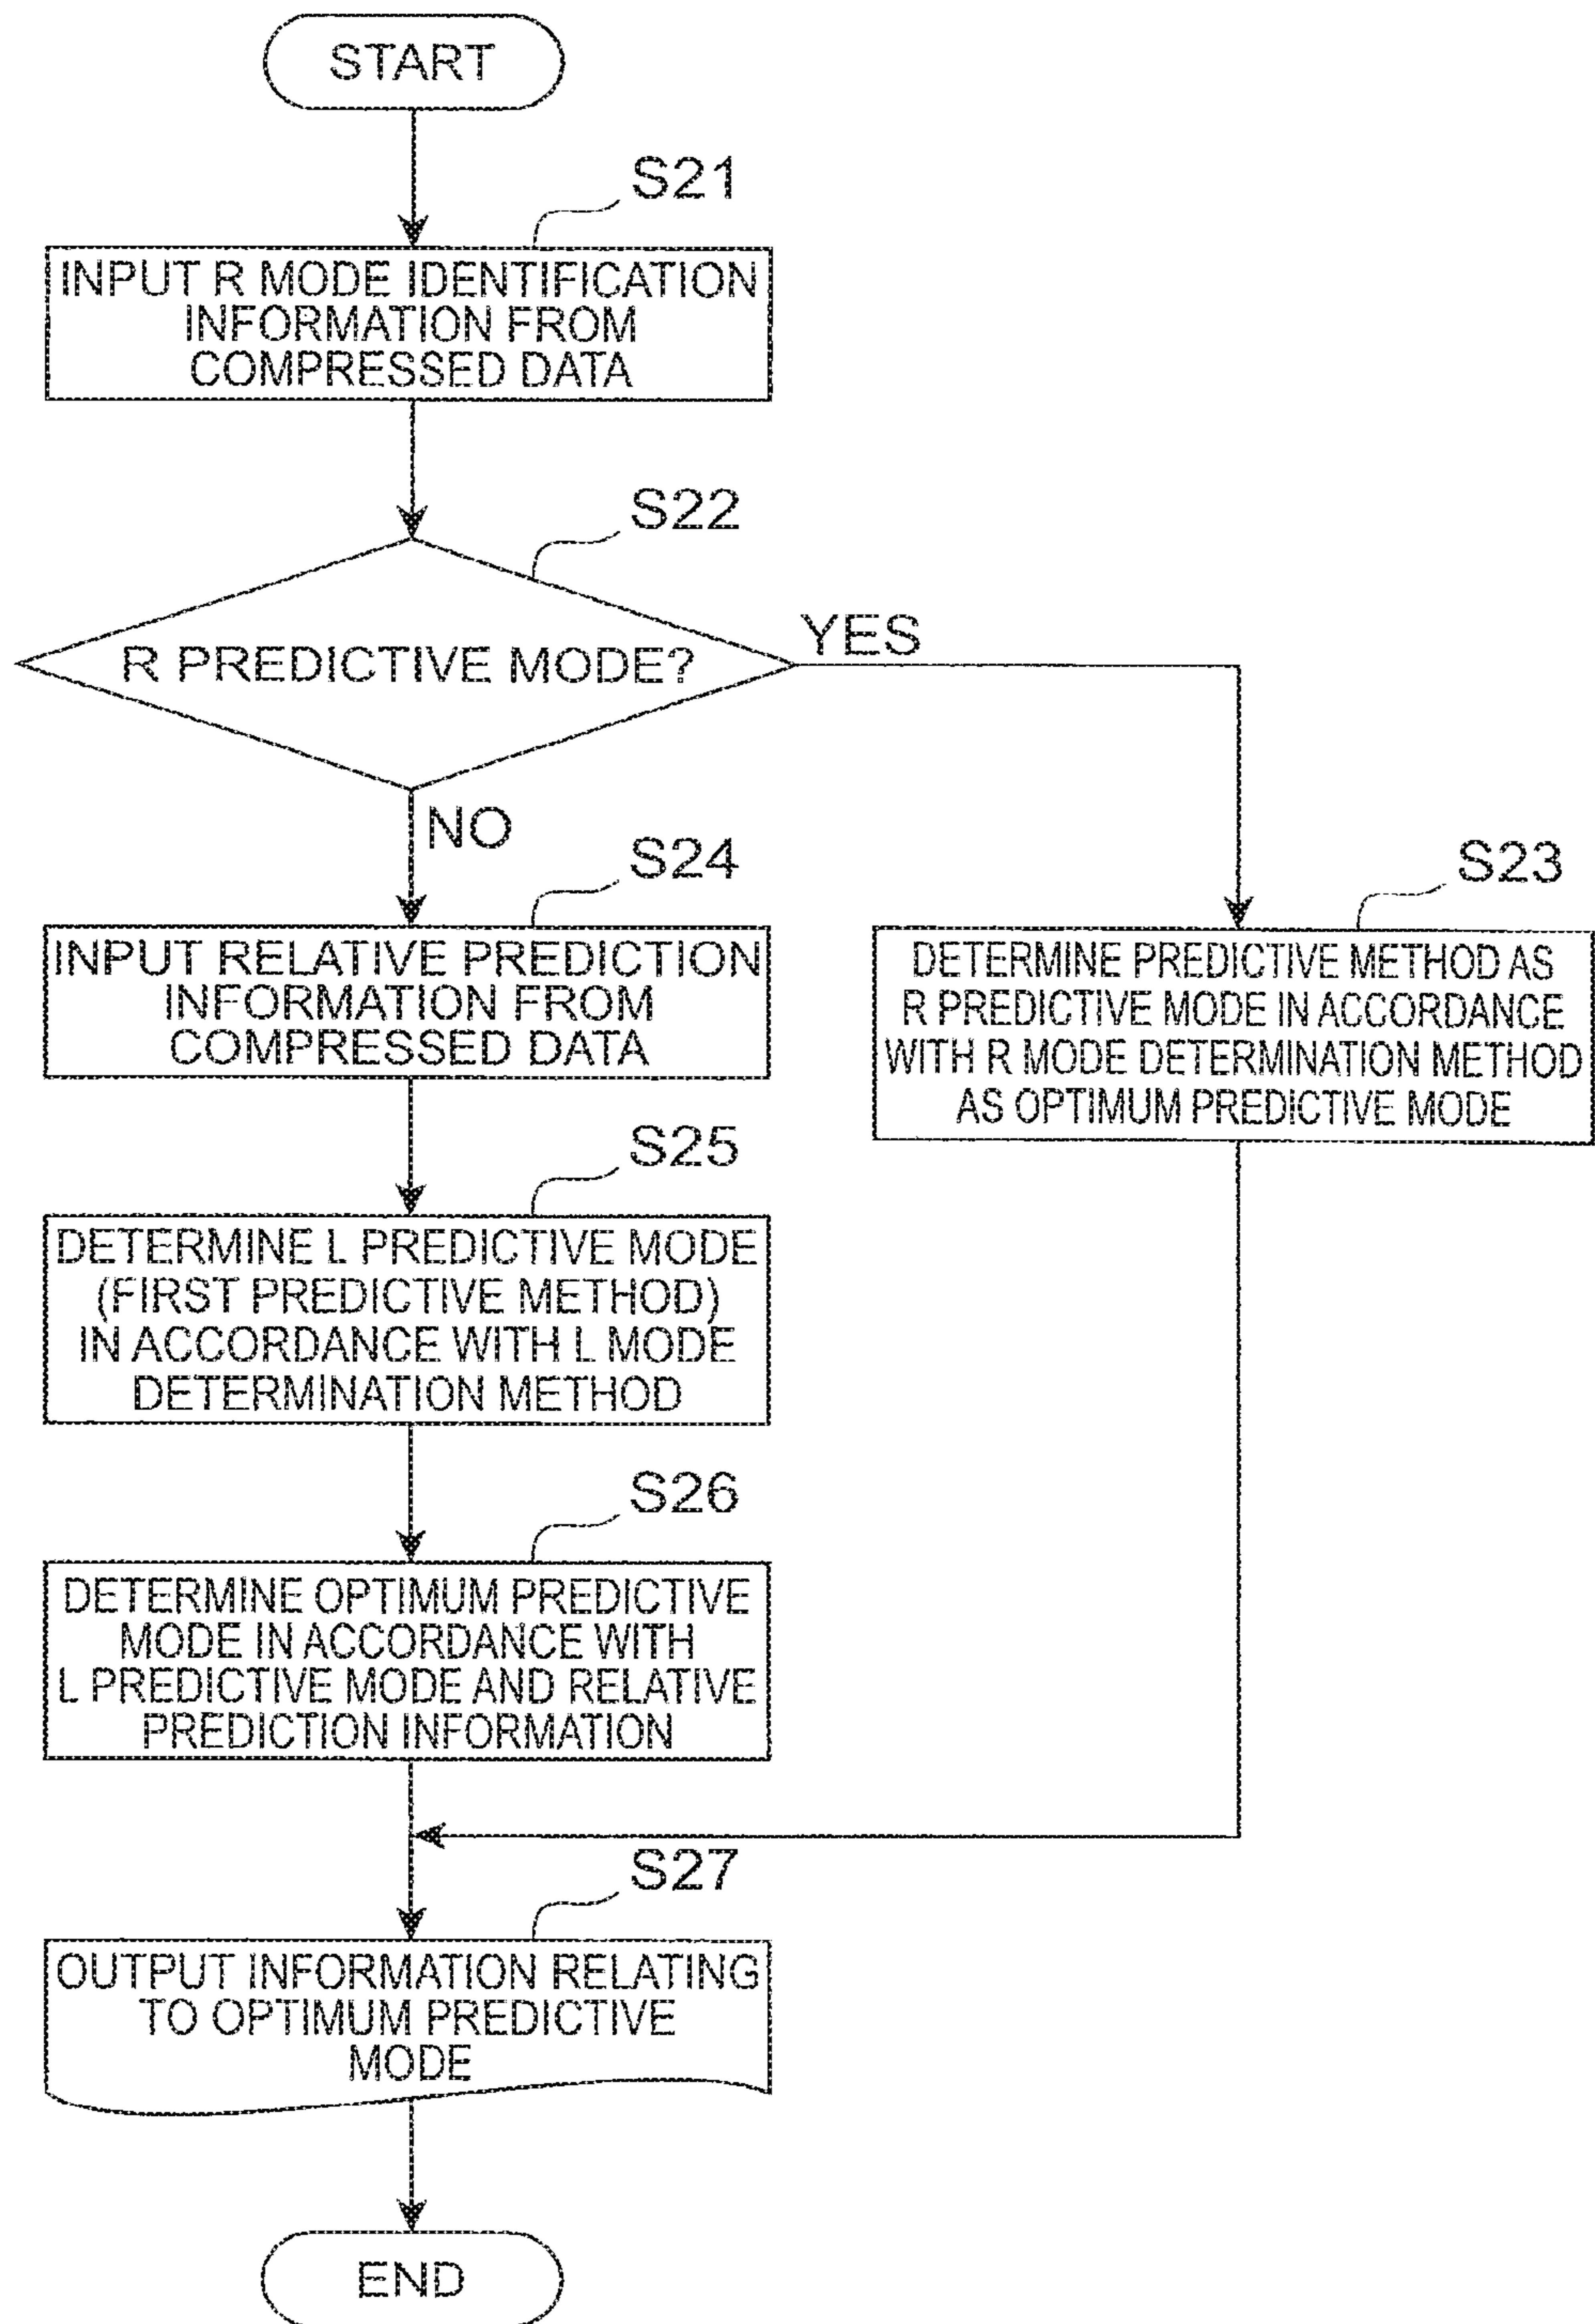 START
S21
INPUT R MODE IDENTIFICATION
INFORMATION FROM
COMPRESSED DATA
S22
R PREDICTIVE MODE?
YES
NO
S24
INPUT RELATIVE PREDICTION
INFORMATION FROM
COMPRESSED DATA
S23
DETERMINE PREDICTIVE METHOD AS
R PREDICTIVE MODE IN ACCORDANCE
WITH R MODE DETERMINATION METHOD
AS OPTIMUM PREDICTIVE MODE
S25
DETERMINE L PREDICTIVE MODE
(FIRST PREDICTIVE METHOD)
IN ACCORDANCE WITH L MODE
DETERMINATION METHOD
S26
DETERMINE OPTIMUM PREDICTIVE
MODE IN ACCORDANCE WITH
L PREDICTIVE MODE AND RELATIVE
PREDICTION INFORMATION
S27
OUTPUT INFORMATION RELATING
TO OPTIMUM PREDICTIVE
MODE
END